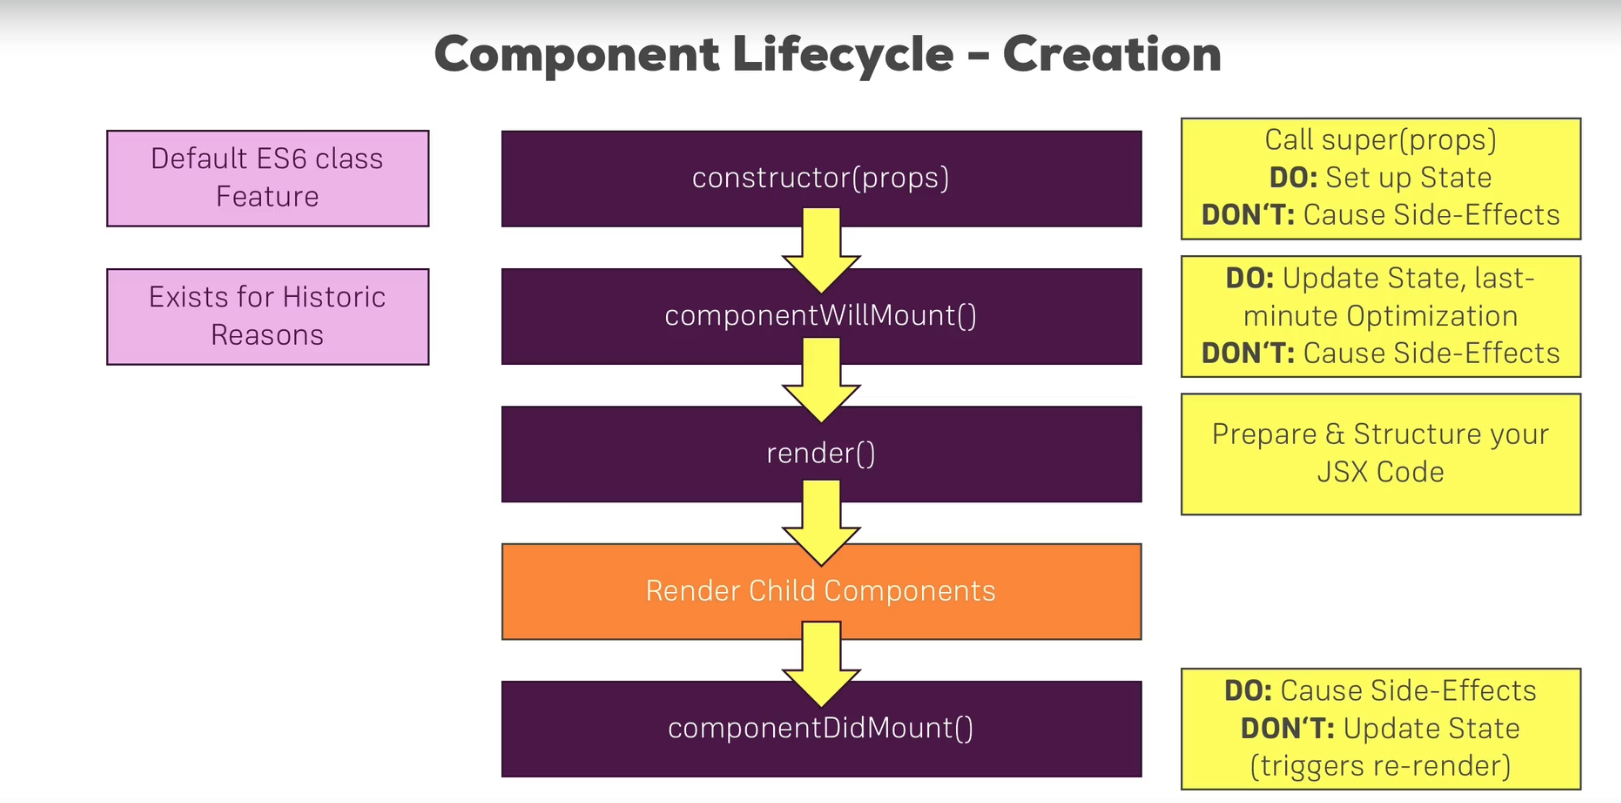 Component Lifecycle – Creation
Default ES6 class
Feature
constructor(props)
Call super(props)
DO: Set up State
DON‘T: Cause Side-Effects
Exists for Historic
Reasons
componentWillMount()
DO: Update State, last-
minute Optimization
DON‘T: Cause Side-Effects
render()
Prepare & Structure your
JSX Code
Render Child Components
componentDidMount()
DO: Cause Side-Effects
DON‘T: Update State
(triggers re-render)